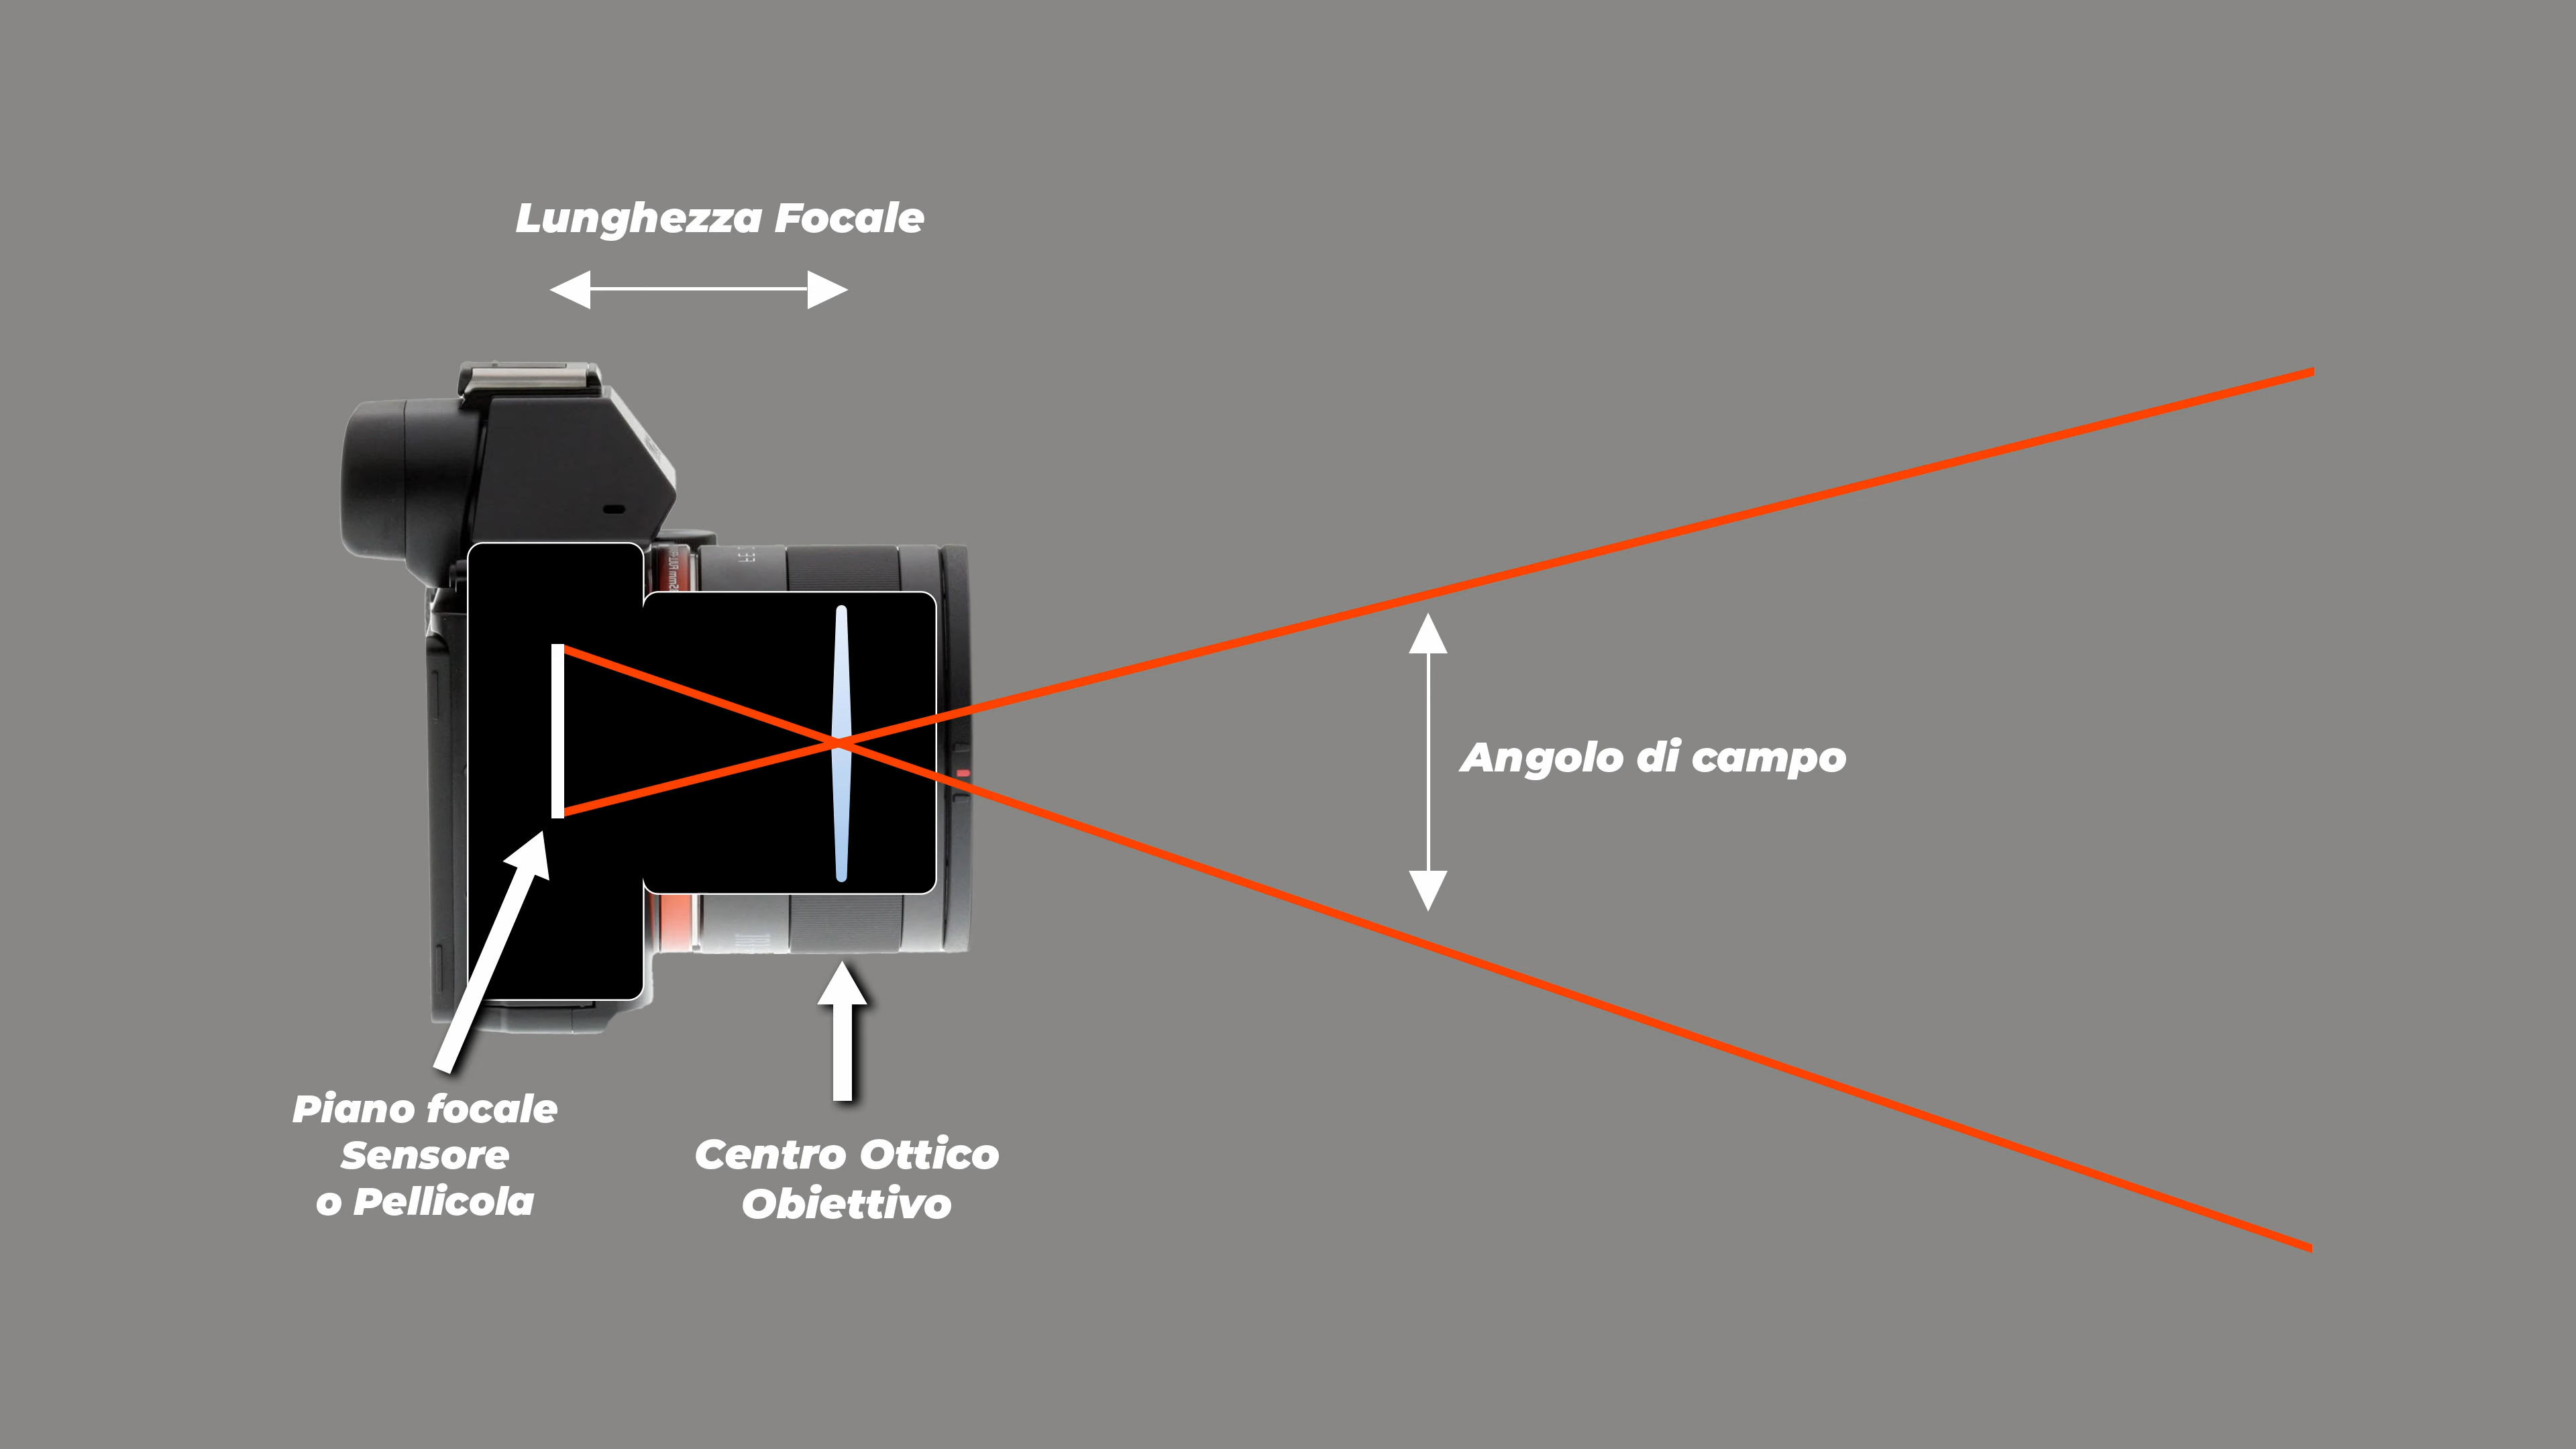 Lunghezza Focale
Angolo di campo
Piano focale
Sensore
o Pellicola
Centro Ottico
Obiettivo